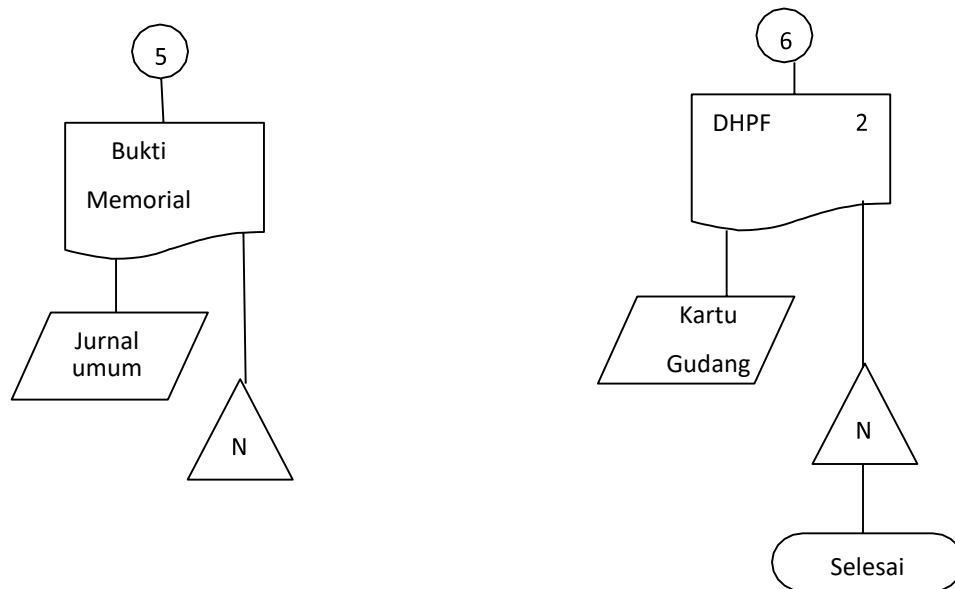 5
Bukti
Memorial
Jurnal
umum
N
6
DHPF 2
Kartu
Gudang
N
Selesai